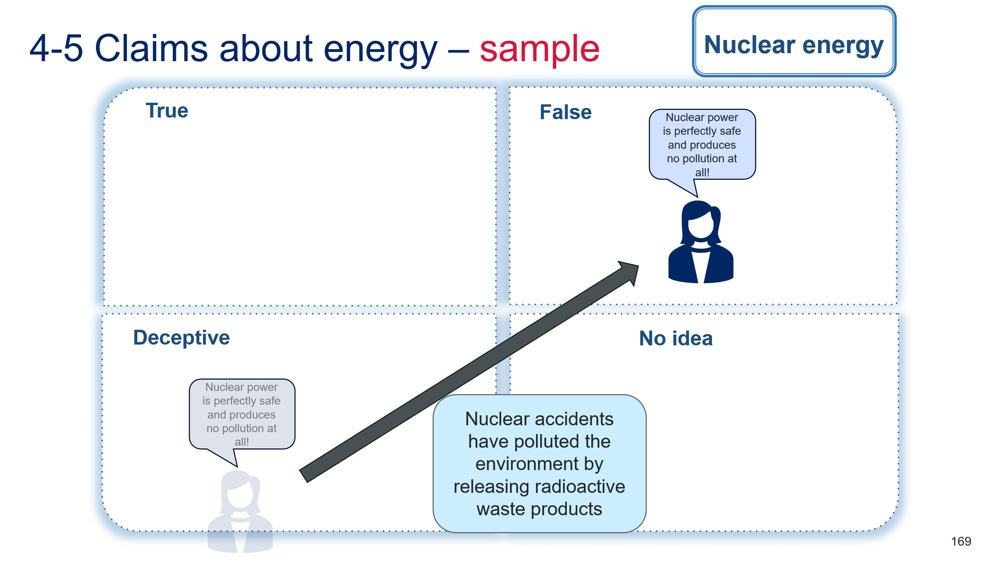 4-5 Claims about energy – sample
Nuclear energy
True
False
Nuclear power
is perfectly safe
and produces
no pollution at
all!
Deceptive
No idea
Nuclear power
is perfectly safe
and produces
no pollution at
all!
Nuclear accidents
have polluted the
environment by
releasing radioactive
waste products
169